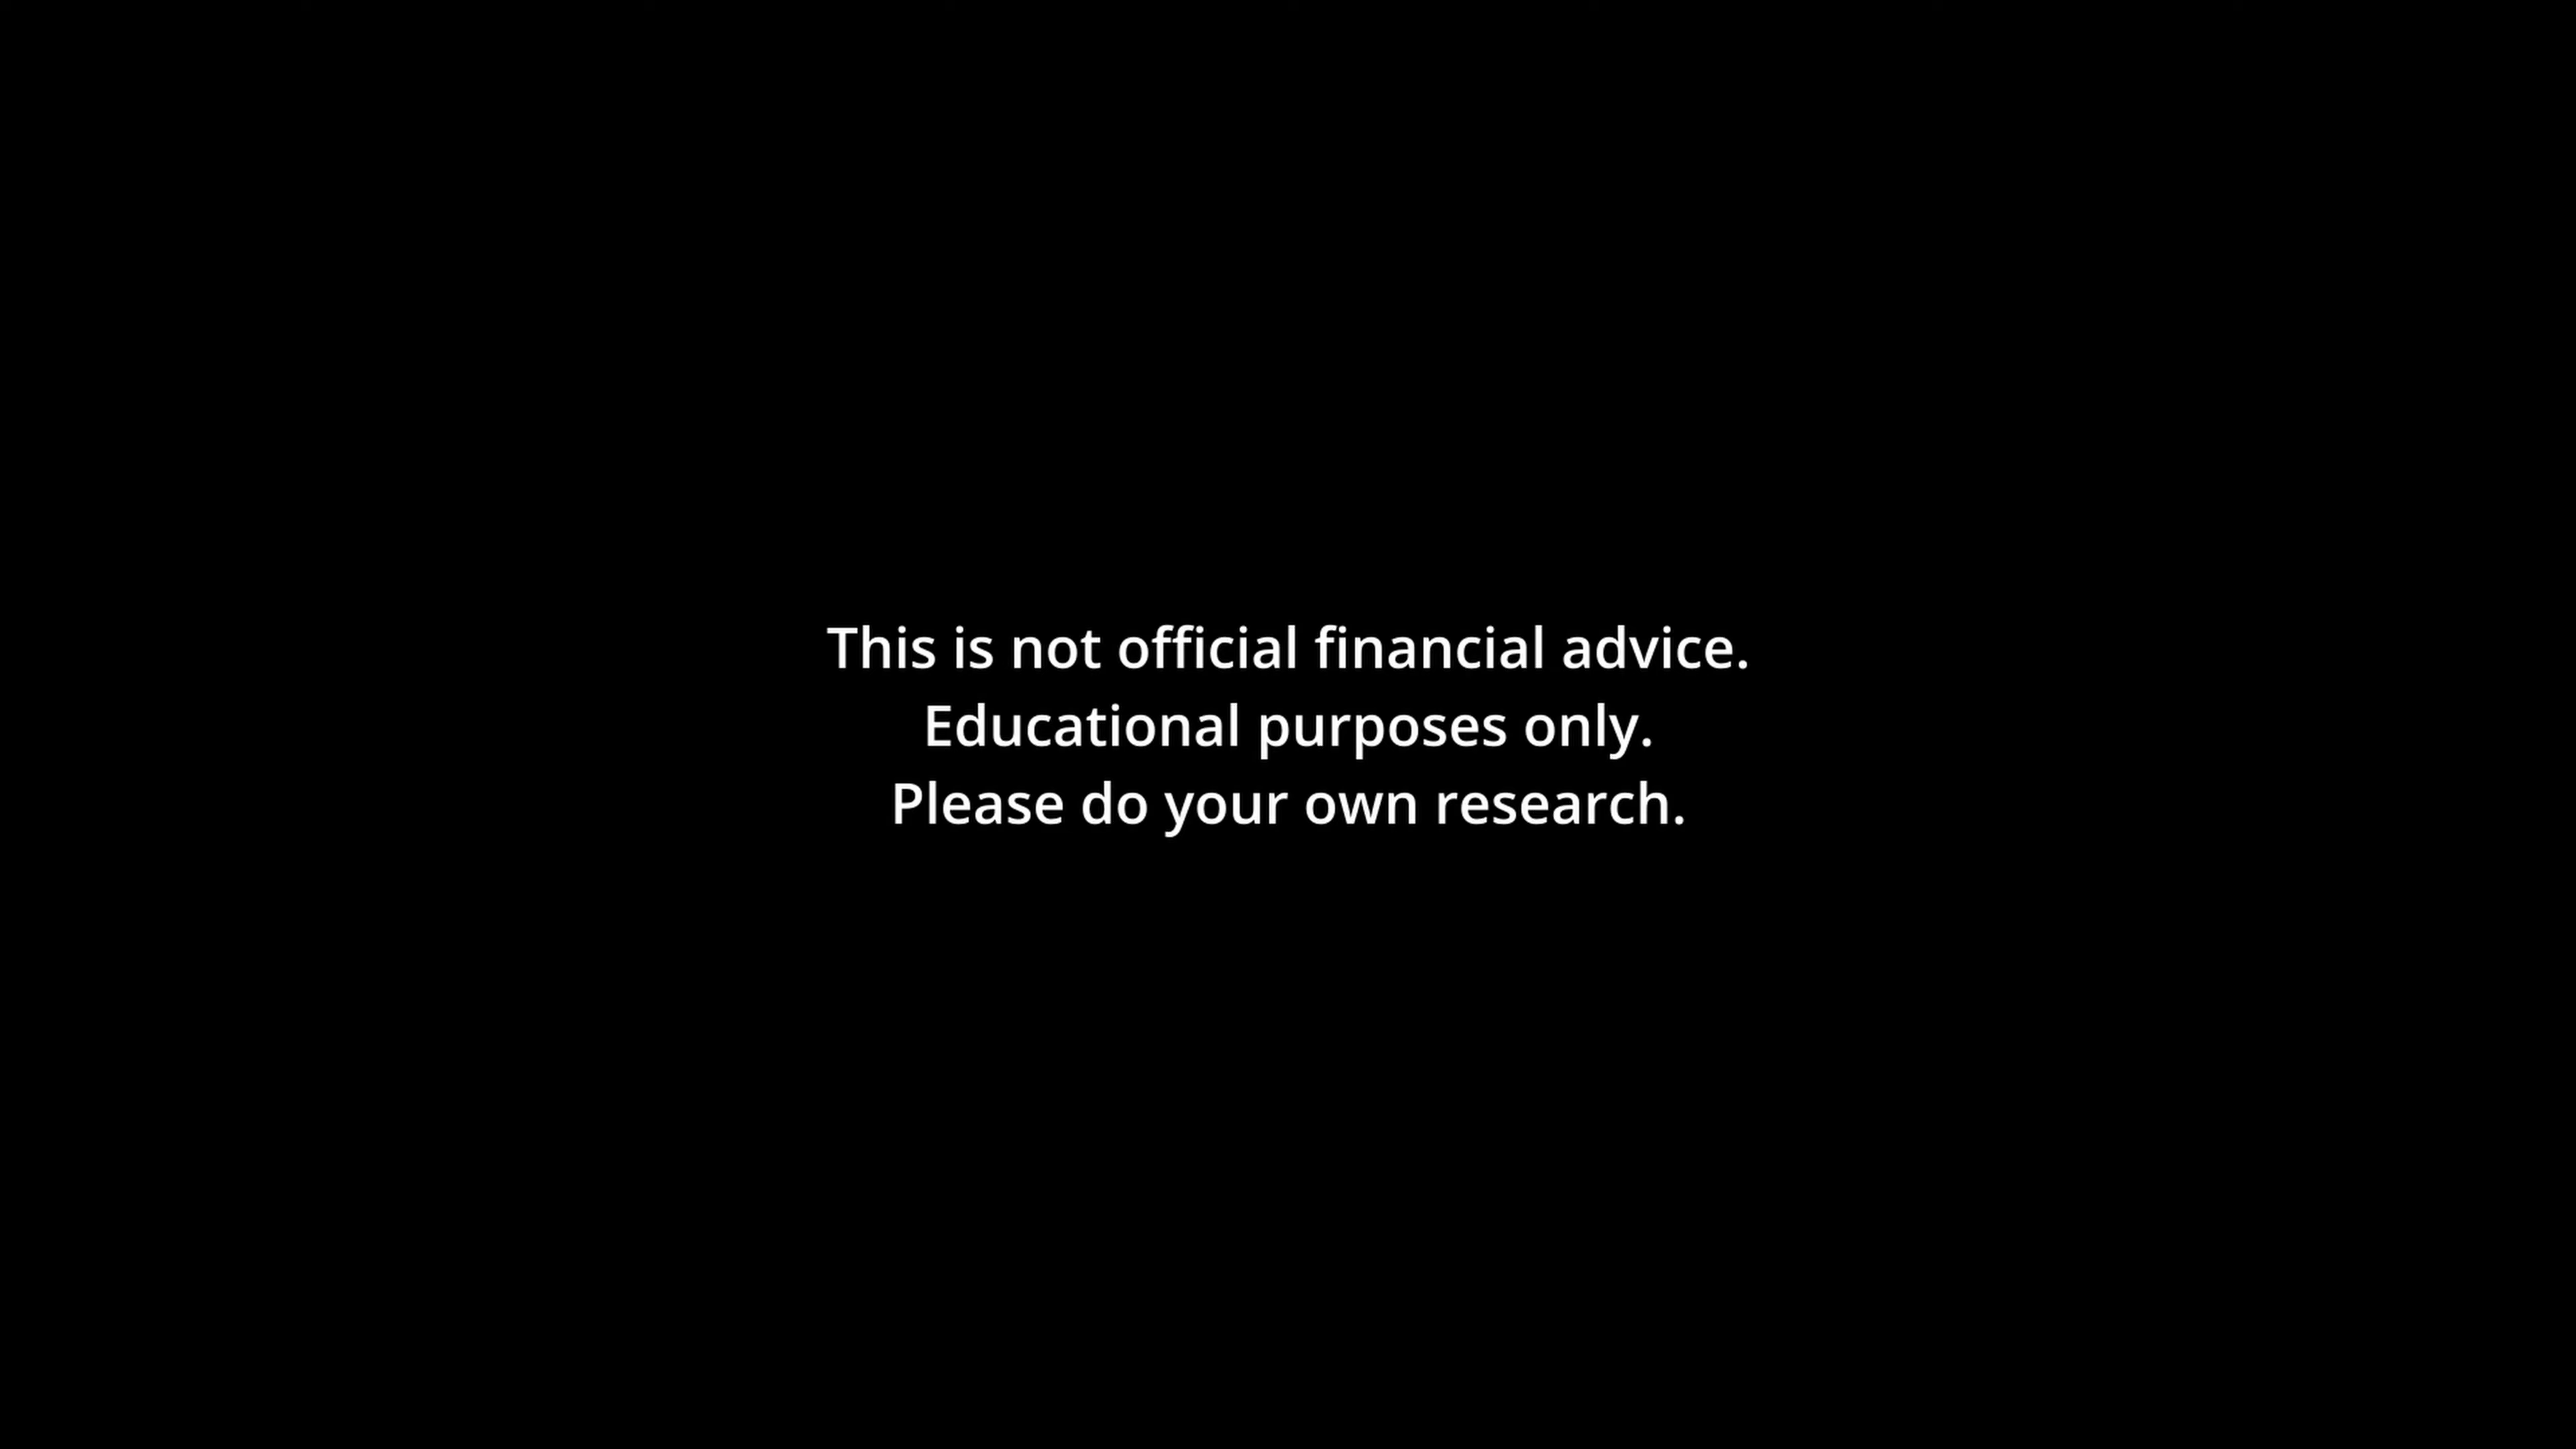 This is not official financial advice.
Educational purposes only.
Please do your own research.